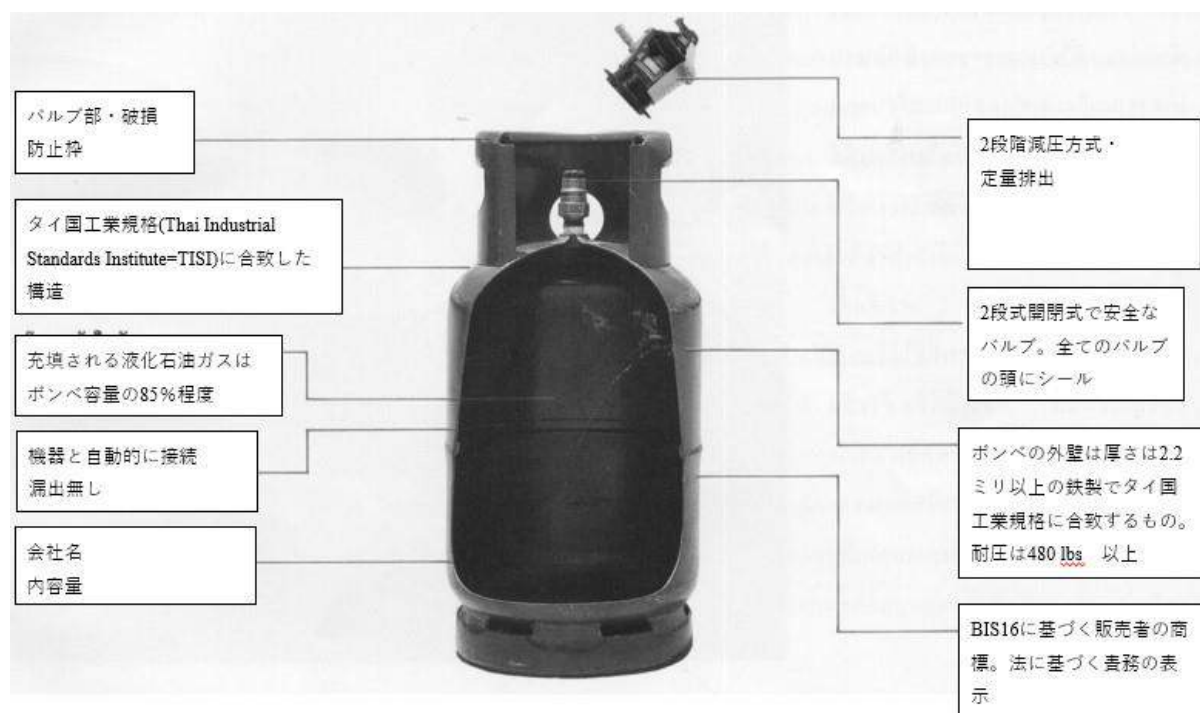 バルブ部・破損
防止枠
タイ国工業規格(Thai Industrial
Standards Institute=TISI)に合致した
構造
充填される液化石油ガスは
ボンベ容量の85%程度
機器と自動的に接続
漏出無し
会社名
内容量
2段階減圧方式・
定量排出
2段式開閉式で安全な
バルブ。全てのバルブ
の頭にシール
ボンベの外壁は厚さは2.2
ミリ以上の鉄製でタイ国
工業規格に合致するもの。
耐圧は480 lbs 以上
BIS16に基づく販売者の商
標。法に基づく責務の表
示